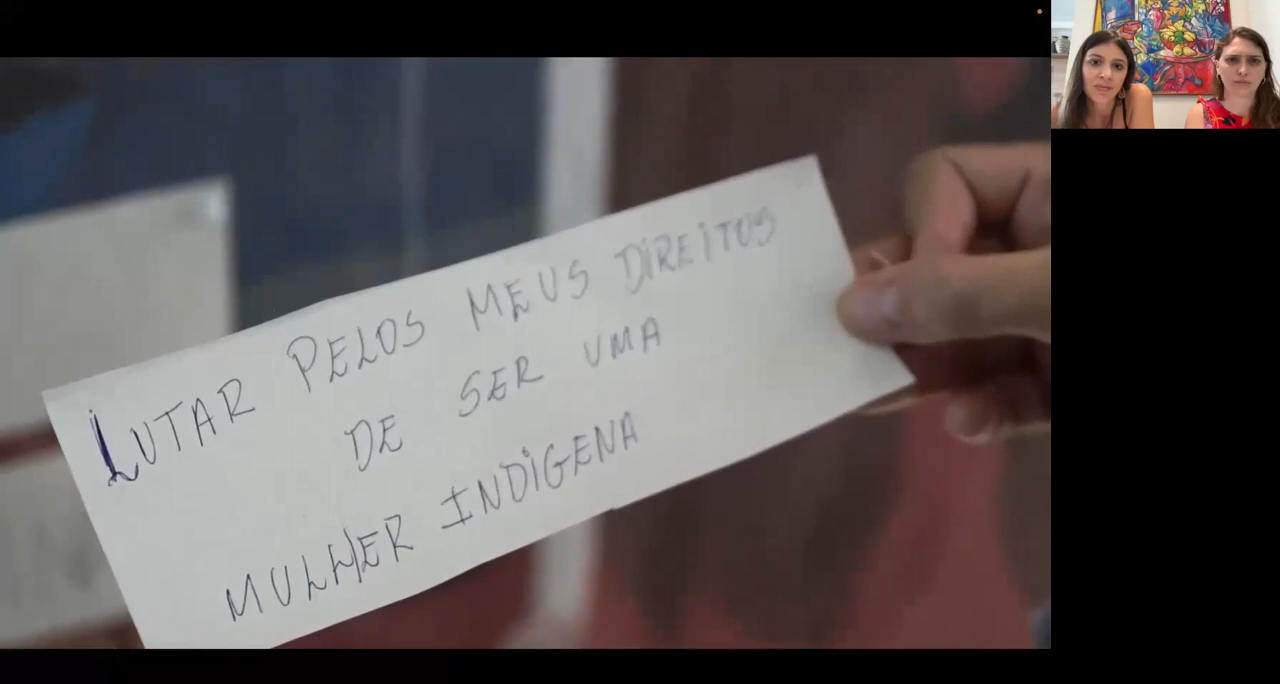 LUTAR PELOS MEUS DIREITOS
DE SER UMA
MULHER INDIGENA